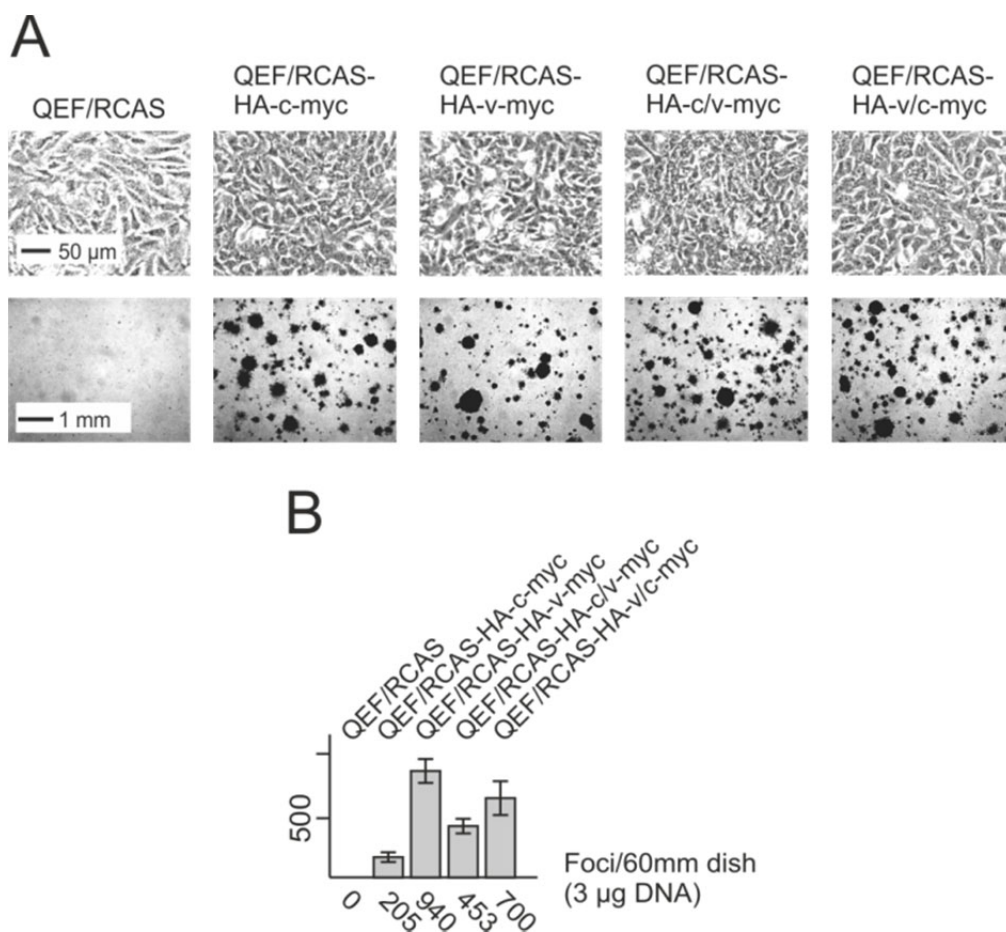 A
QEF/RCAS
QEF/RCAS-
HA-c-myc
QEF/RCAS-
HA-v-myc
QEF/RCAS-
HA-c/v-myc
QEF/RCAS-
HA-v/c-myc
50 µm
1 mm
B
QEF/RCAS
QEF/RCAS-HA-c-myc
QEF/RCAS-HA-v-myc
QEF/RCAS-HA-c/v-myc
QEF/RCAS-HA-v/c-myc
500
0
205
940
453
700
Foci/60mm dish
(3 µg DNA)